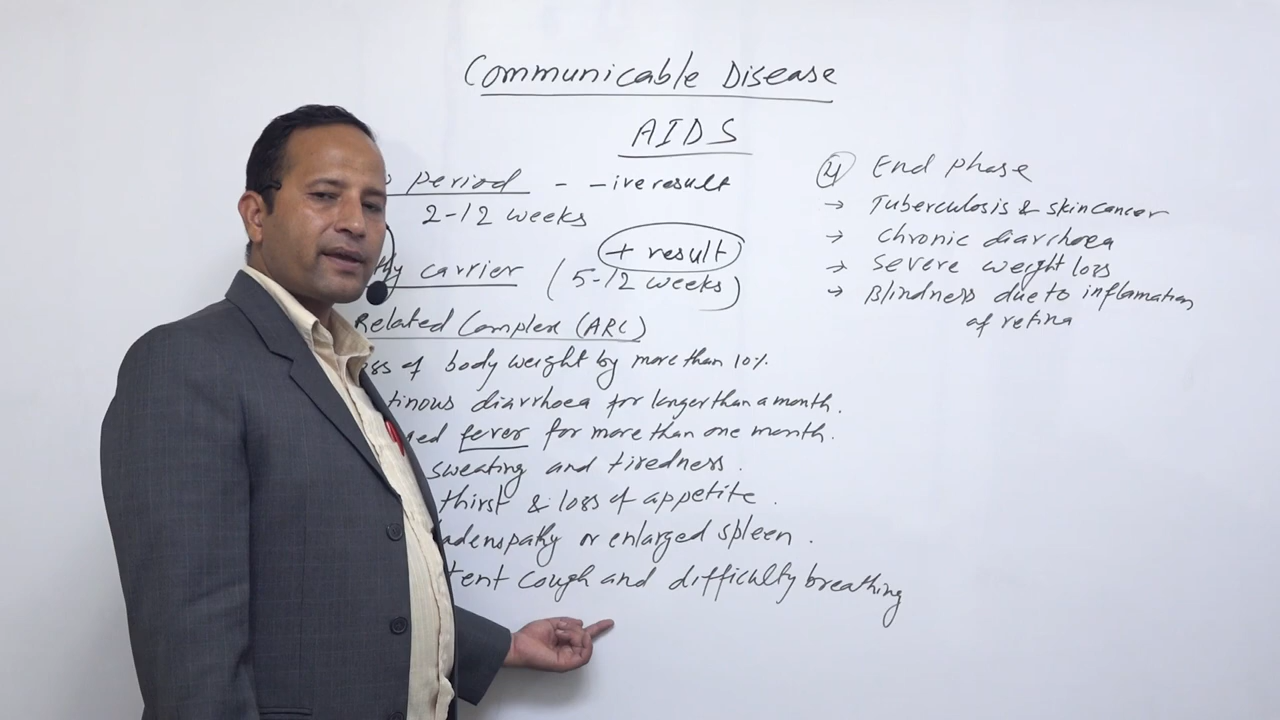 Communicable Disease
AIDS
period - -ive result
2-12 weeks
+ result
carrier (5-12 weeks)
Related Complex (ARC)
of body weight by more than 10%.
diarrhoea for longer than a month.
fever for more than one month.
sweating and tiredness.
thirst & loss of appetite.
or enlarged spleen.
cough and difficulty breathing
④ End phase
→ Tuberculosis & skin cancer
→ Chronic diarrhoea
→ Severe weight loss
→ Blindness due to inflamation
of retina